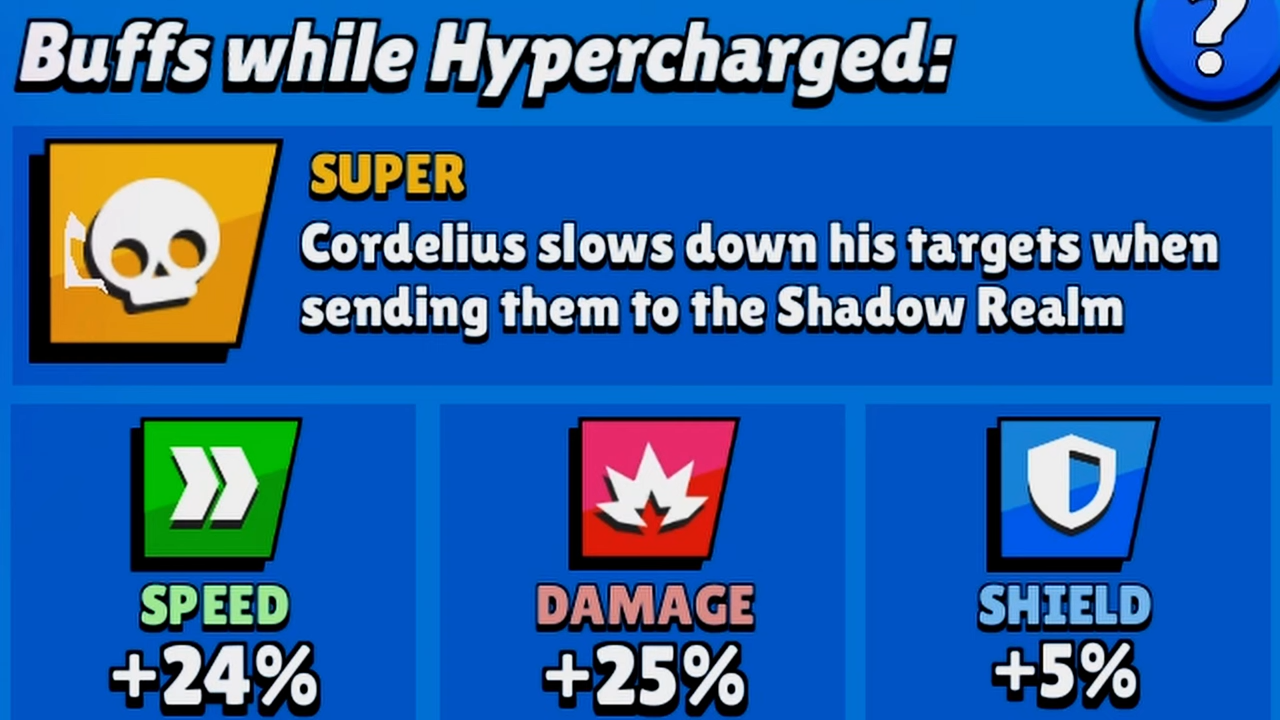 Buffs while Hypercharged:
?
SUPER
Cordelius slows down his targets when
sending them to the Shadow Realm
SPEED
+24%
DAMAGE
+25%
SHIELD
+5%